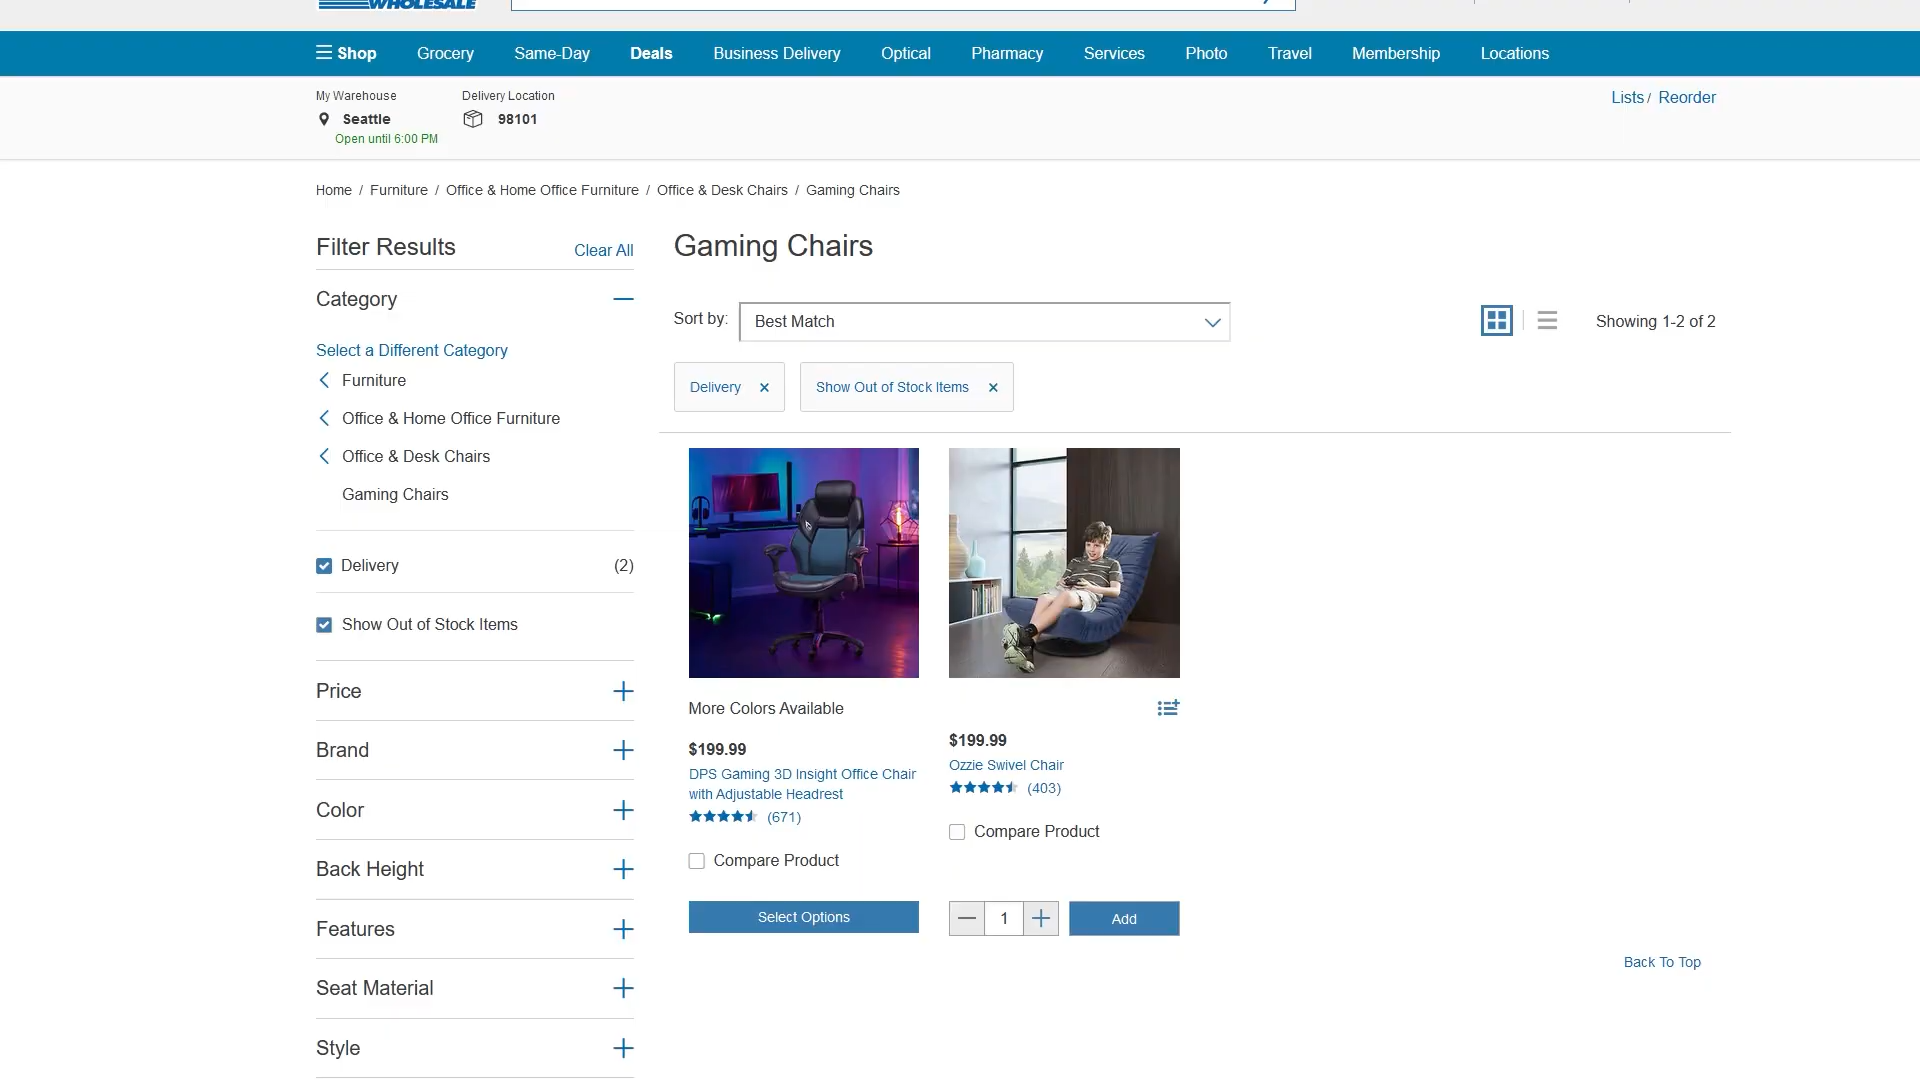 WHOLESALE
Shop Grocery Same-Day Deals Business Delivery Optical Pharmacy Services Photo Travel Membership Locations
My Warehouse Delivery Location
Seattle 98101
Open until 6:00 PM
Lists / Reorder
Home / Furniture / Office & Home Office Furniture / Office & Desk Chairs / Gaming Chairs
Filter Results Clear All
Category
Select a Different Category
Furniture
Office & Home Office Furniture
Office & Desk Chairs
Gaming Chairs
Delivery (2)
Show Out of Stock Items
Price
Brand
Color
Back Height
Features
Seat Material
Style
Gaming Chairs
Sort by: Best Match
Showing 1-2 of 2
Delivery × Show Out of Stock Items ×
More Colors Available
$199.99
DPS Gaming 3D Insight Office Chair
with Adjustable Headrest
(671)
Compare Product
Select Options
$199.99
Ozzie Swivel Chair
(403)
Compare Product
1 Add
Back To Top